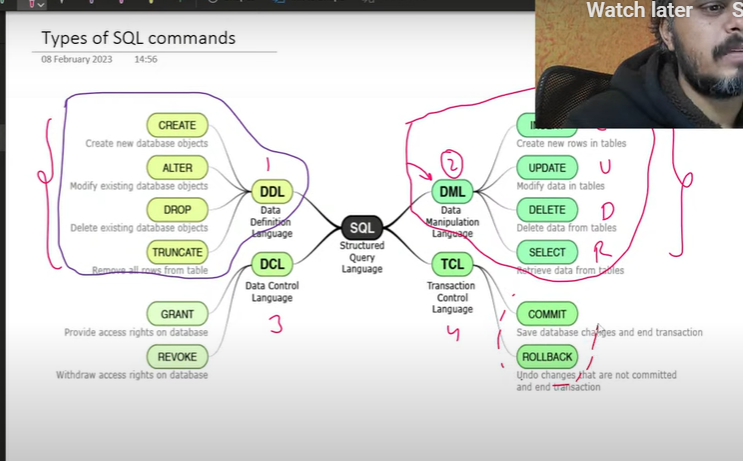 Watch later
Types of SQL commands
08 February 2023 14:56
CREATE
Create new database objects
ALTER
Modify existing database objects
DROP
Delete existing database objects
TRUNCATE
Remove all rows from table
1
DDL
Data
Definition
Language
DCL
Data Control
Language
3
GRANT
Provide access rights on database
REVOKE
Withdraw access rights on database
SQL
Structured
Query
Language
2
DML
Data
Manipulation
Language
TCL
Transaction
Control
Language
4
Create new rows in tables
UPDATE U
Modify data in tables
DELETE D
Delete data from tables
SELECT R
Retrieve data from tables
COMMIT
Save database changes and end transaction
ROLLBACK
Undo changes that are not committed
and end transaction